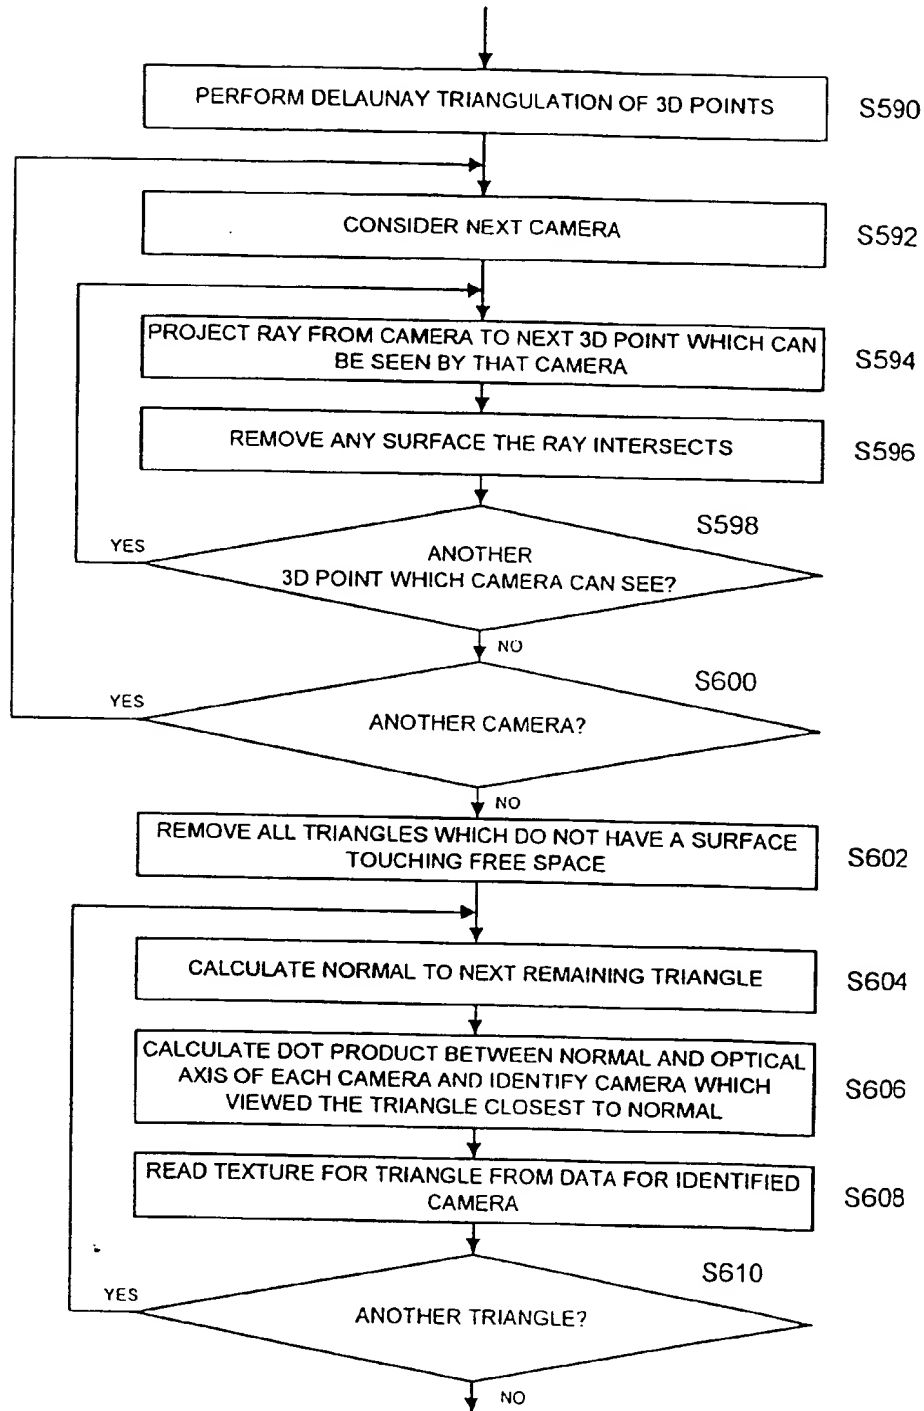 PERFORM DELAUNAY TRIANGULATION OF 3D POINTS
S590
CONSIDER NEXT CAMERA
S592
PROJECT RAY FROM CAMERA TO NEXT 3D POINT WHICH CAN
BE SEEN BY THAT CAMERA
S594
REMOVE ANY SURFACE THE RAY INTERSECTS
S596
S598
YES
ANOTHER
3D POINT WHICH CAMERA CAN SEE?
NO
S600
YES
ANOTHER CAMERA?
NO
REMOVE ALL TRIANGLES WHICH DO NOT HAVE A SURFACE
TOUCHING FREE SPACE
S602
CALCULATE NORMAL TO NEXT REMAINING TRIANGLE
S604
CALCULATE DOT PRODUCT BETWEEN NORMAL AND OPTICAL
AXIS OF EACH CAMERA AND IDENTIFY CAMERA WHICH
VIEWED THE TRIANGLE CLOSEST TO NORMAL
S606
READ TEXTURE FOR TRIANGLE FROM DATA FOR IDENTIFIED
CAMERA
S608
S610
YES
ANOTHER TRIANGLE?
NO